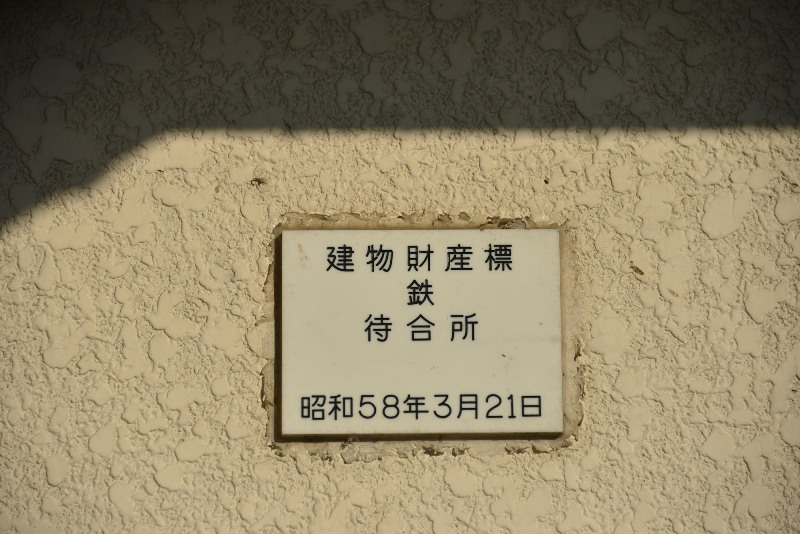 建物財産標
鉄
待合所
昭和58年3月21日